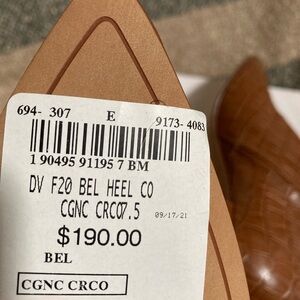 694- 307 E 9173-4083
1 90495 91195 7 BM
DV F20 BEL HEEL CO
CGNC CRCO7.5 09/17/21
$190.00
BEL
CGNC CRCO